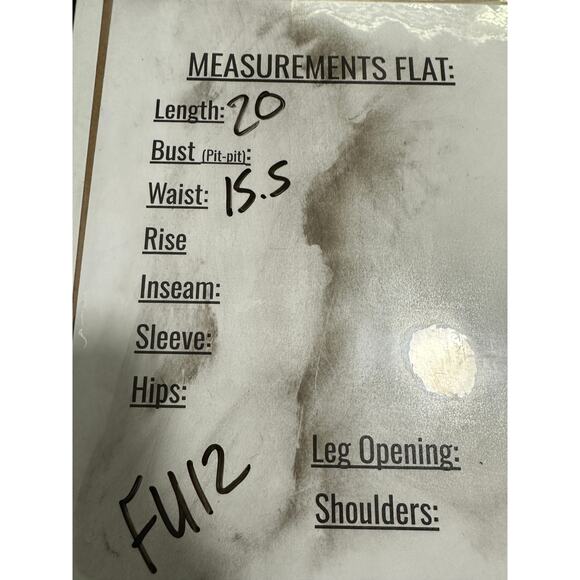 MEASUREMENTS FLAT:
Length: 20
Bust (Pit-pit):
Waist: 15.5
Rise
Inseam:
Sleeve:
Hips:
Leg Opening:
Shoulders:
FU12